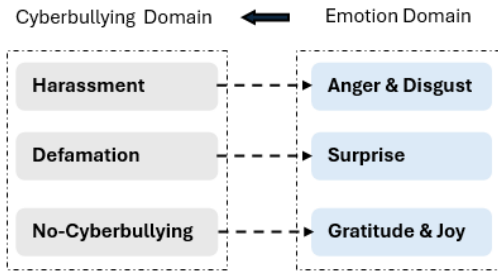 Cyberbullying Domain
Emotion Domain
Harassment
Anger & Disgust
Defamation
Surprise
No-Cyberbullying
Gratitude & Joy